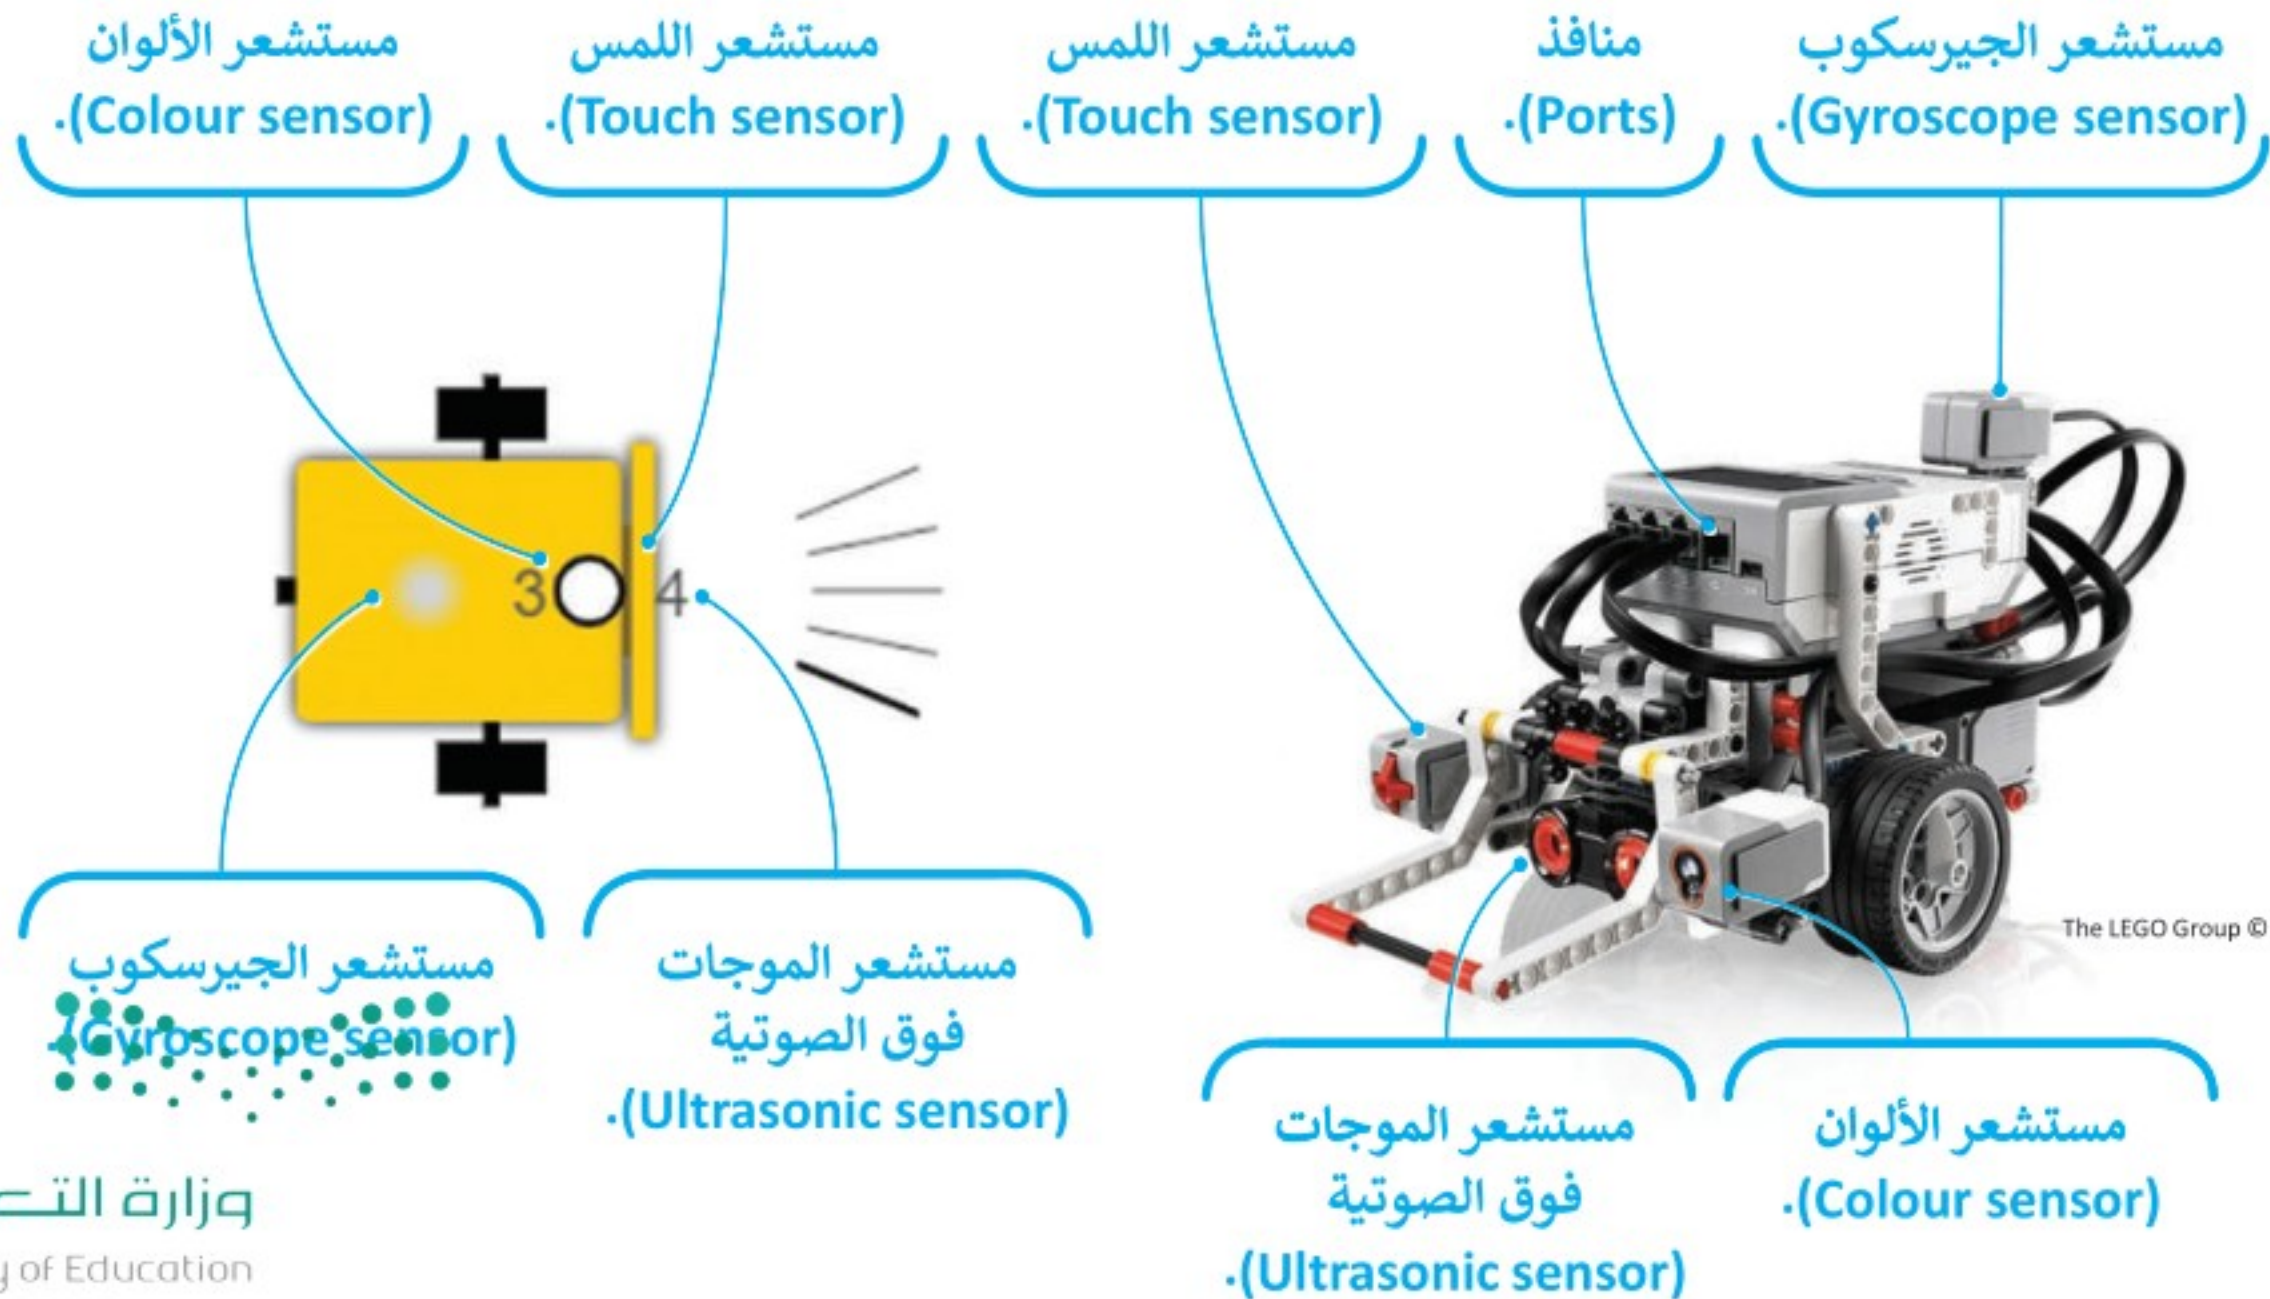 مستشعر الجيرسكوب
(Gyroscope sensor).
منافذ
(Ports).
مستشعر اللمس
(Touch sensor).
مستشعر اللمس
(Touch sensor).
مستشعر الألوان
(Colour sensor).
3
4
The LEGO Group ©
مستشعر الألوان
(Colour sensor).
مستشعر الموجات
فوق الصوتية
(Ultrasonic sensor).
مستشعر الموجات
فوق الصوتية
(Ultrasonic sensor).
مستشعر الجيرسكوب
(Gyroscope sensor).
وزارة التـ
of Education